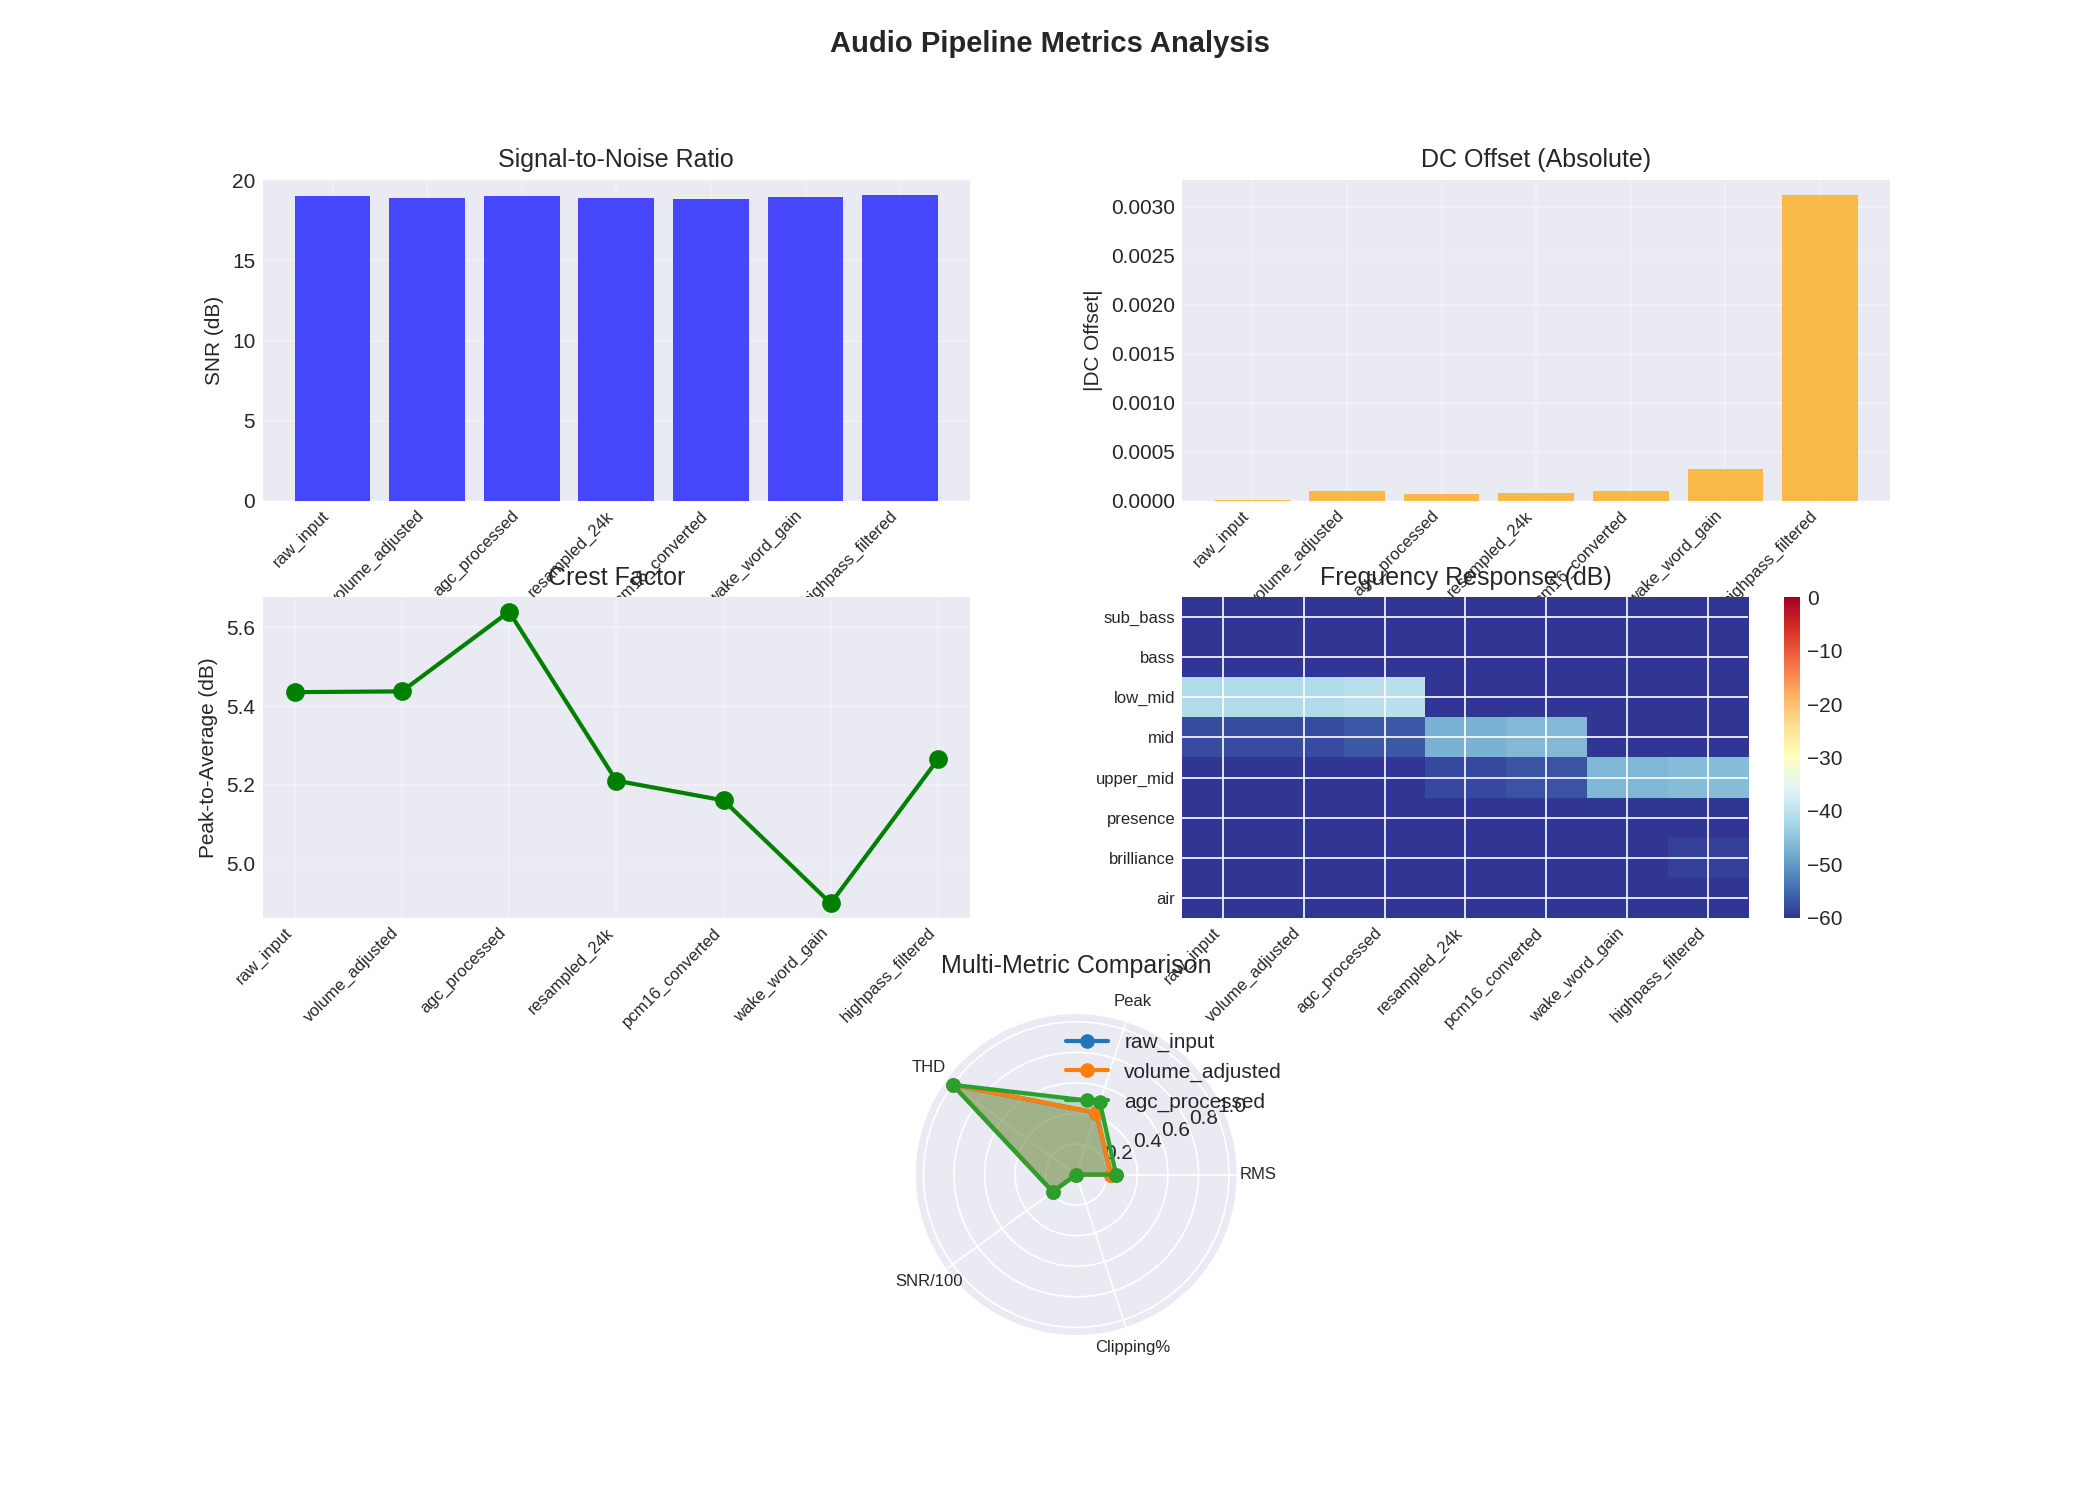 Audio Pipeline Metrics Analysis
Signal-to-Noise Ratio
SNR (dB)
20
15
10
5
0
raw_input
volume_adjusted
agc_processed
resampled_24k
pcm16_converted
wake_word_gain
highpass_filtered
DC Offset (Absolute)
|DC Offset|
0.0030
0.0025
0.0020
0.0015
0.0010
0.0005
0.0000
raw_input
volume_adjusted
agc_processed
resampled_24k
pcm16_converted
wake_word_gain
highpass_filtered
Crest Factor
Peak-to-Average (dB)
5.6
5.4
5.2
5.0
raw_input
volume_adjusted
agc_processed
resampled_24k
pcm16_converted
wake_word_gain
highpass_filtered
Frequency Response (dB)
sub_bass
bass
low_mid
mid
upper_mid
presence
brilliance
air
raw_input
volume_adjusted
agc_processed
resampled_24k
pcm16_converted
wake_word_gain
highpass_filtered
0
−10
−20
−30
−40
−50
−60
Multi-Metric Comparison
Peak
THD
RMS
SNR/100
Clipping%
0.2
0.4
0.6
0.8
1.0
raw_input
volume_adjusted
agc_processed